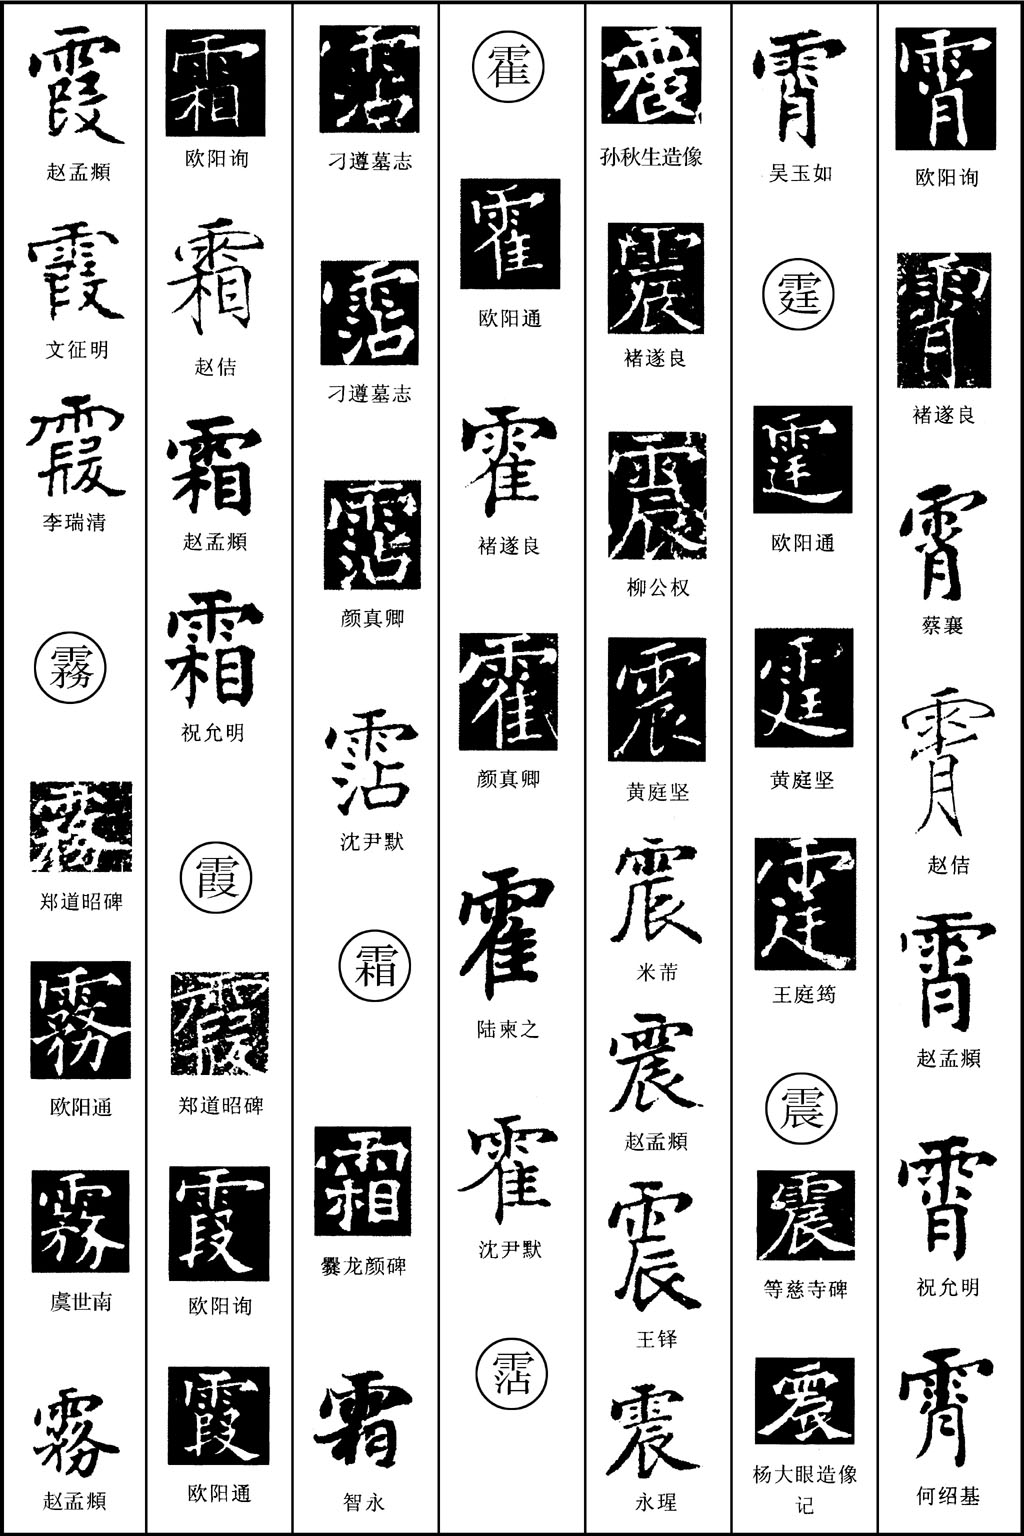 霄
欧阳询
霄
褚遂良
霄
蔡襄
霄
赵佶
霄
赵孟頫
霄
祝允明
霄
何绍基
霄
吴玉如
霆
霆
欧阳通
霆
黄庭坚
霆
王庭筠
震
震
等慈寺碑
震
杨大眼造像
记
震
孙秋生造像
震
褚遂良
震
柳公权
震
黄庭坚
震
米芾
震
赵孟頫
震
王铎
震
永瑆
霍
霍
欧阳通
霍
褚遂良
霍
颜真卿
霍
陆柬之
霍
沈尹默
霑
霑
刁遵墓志
霑
刁遵墓志
霑
颜真卿
霑
沈尹默
霜
霜
爨龙颜碑
霜
智永
霜
欧阳询
霜
赵佶
霜
赵孟頫
霜
祝允明
霞
霞
郑道昭碑
霞
欧阳询
霞
欧阳通
霞
赵孟頫
霞
文征明
霞
李瑞清
霧
霧
郑道昭碑
霧
欧阳通
霧
虞世南
霧
赵孟頫